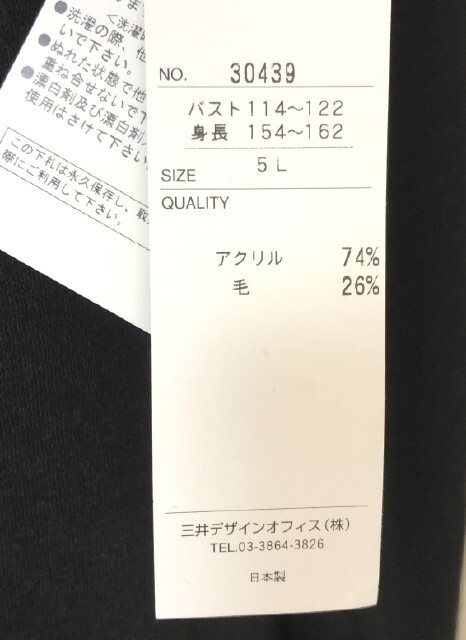 <洗濯
●洗濯の際、他
いで下さい。
●ぬれた状態で他
重ね合せないで下
●漂白剤及び漂白剤
使用はさけて下さい
この下札は永久保存し、取
際にご利用して下さい。
NO. 30439
バスト114～122
身長 154～162
SIZE 5L
QUALITY
アクリル 74%
毛 26%
三井デザインオフィス(株)
TEL.03-3864-3826
日本製